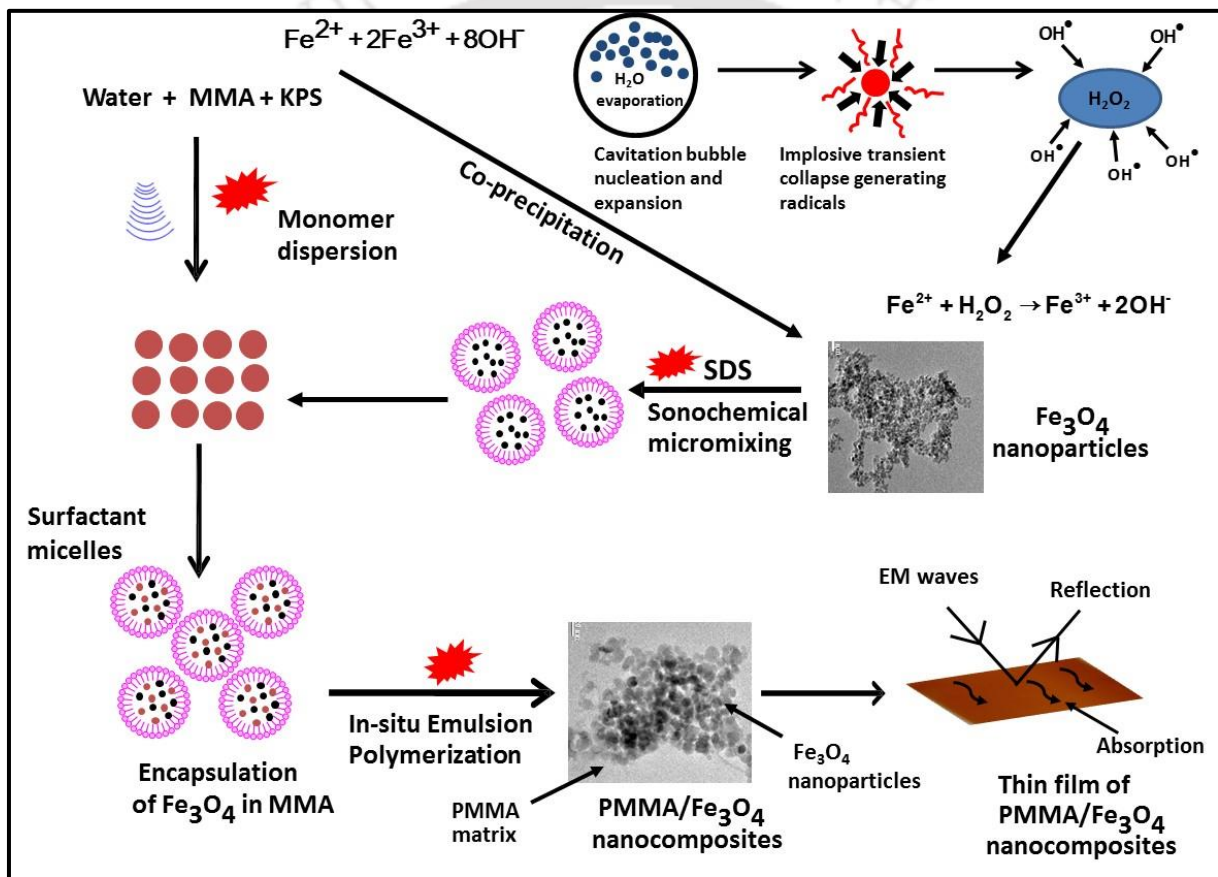 Fe2+ + 2Fe3+ + 8OH-
Water + MMA + KPS
Monomer
dispersion
Co-precipitation
H2O
evaporation
Cavitation bubble
nucleation and
expansion
Implosive transient
collapse generating
radicals
OH•
OH•
H2O2
OH•
OH•
OH•
Fe2+ + H2O2 → Fe3+ + 2OH-
SDS
Sonochemical
micromixing
Fe3O4
nanoparticles
Surfactant
micelles
Encapsulation
of Fe3O4 in MMA
In-situ Emulsion
Polymerization
PMMA
matrix
Fe3O4
nanoparticles
PMMA/Fe3O4
nanocomposites
EM waves
Reflection
Absorption
Thin film of
PMMA/Fe3O4
nanocomposites